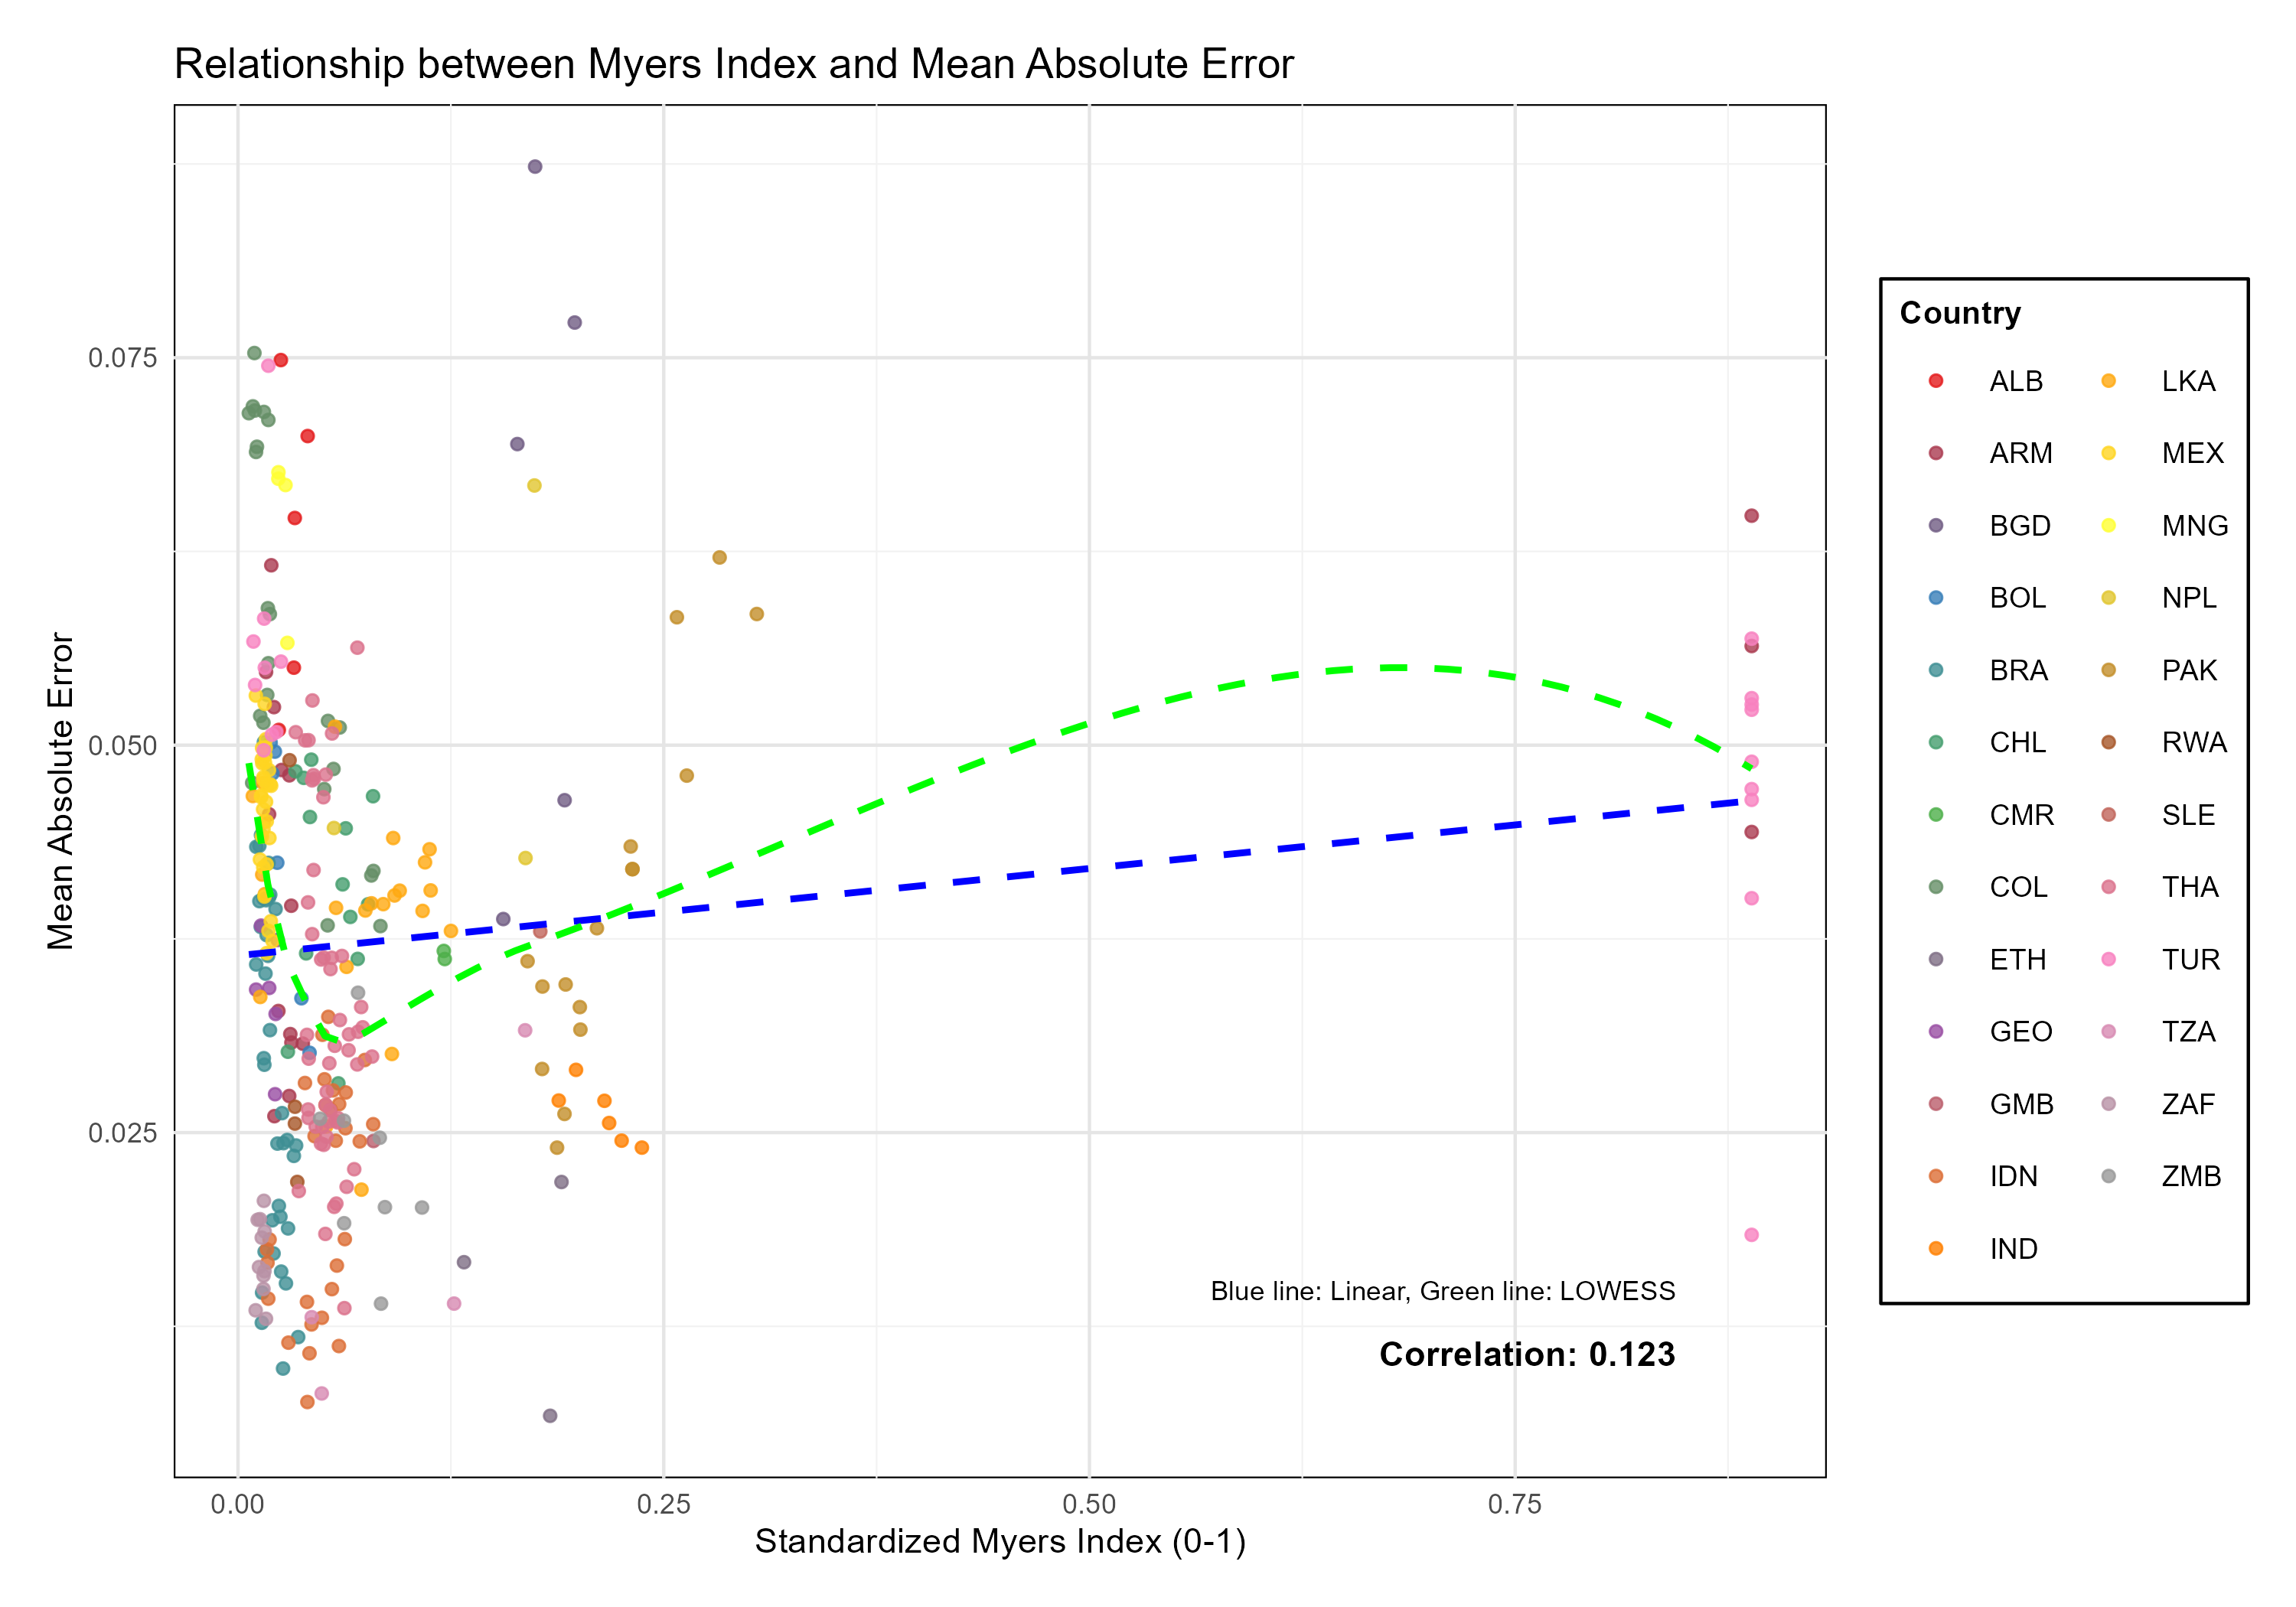 Relationship between Myers Index and Mean Absolute Error
Mean Absolute Error
0.075
0.050
0.025
0.00
0.25
0.50
0.75
Standardized Myers Index (0-1)
Blue line: Linear, Green line: LOWESS
Correlation: 0.123
Country
ALB
ARM
BGD
BOL
BRA
CHL
CMR
COL
ETH
GEO
GMB
IDN
IND
LKA
MEX
MNG
NPL
PAK
RWA
SLE
THA
TUR
TZA
ZAF
ZMB